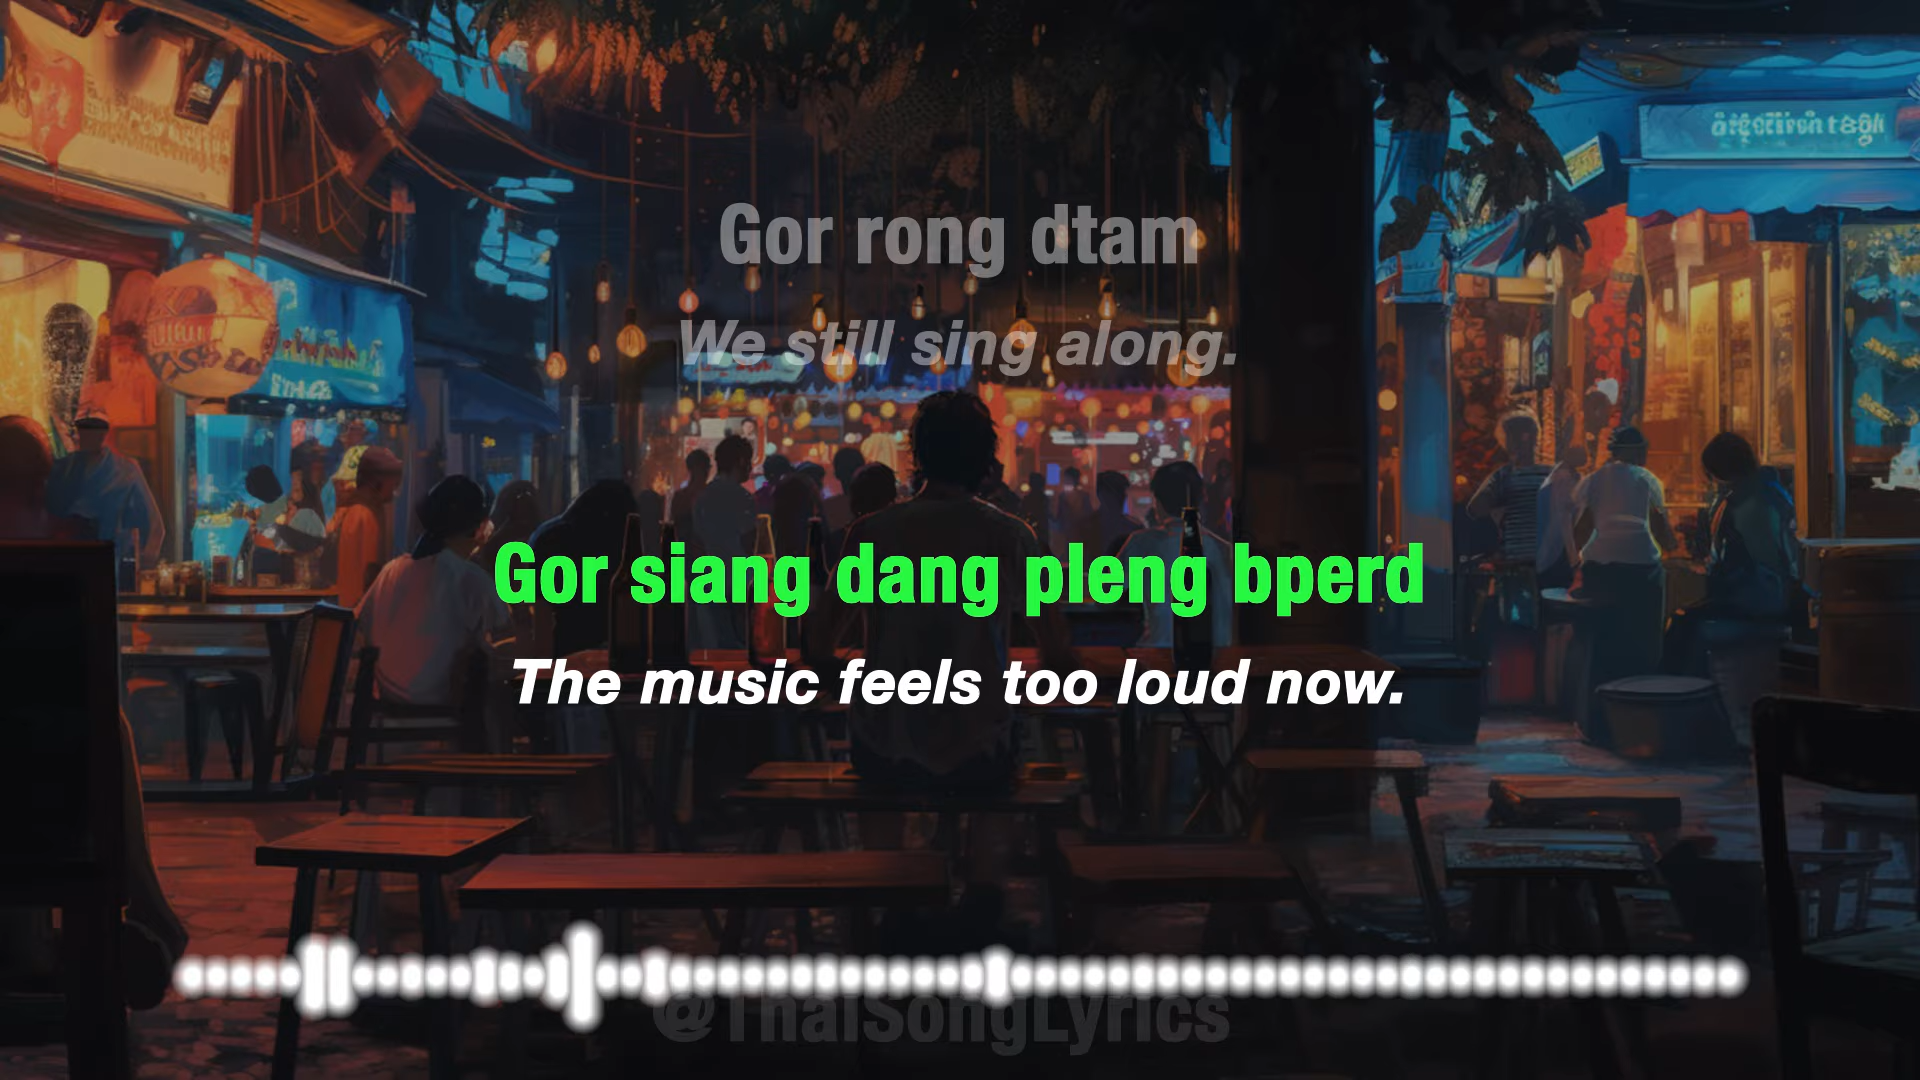 Gor rong dtam
We still sing along.
Gor siang dang pleng bperd
The music feels too loud now.
@ThaiSongLyrics